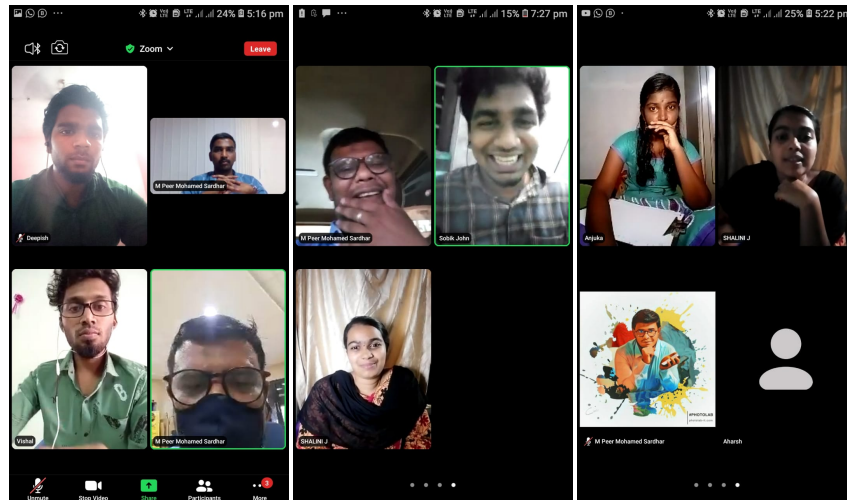 24% 5:16 pm
Zoom
Leave
Deepish
M Peer Mohamed Sardhar
Vishal
M Peer Mohamed Sardhar
Unmute
Stop Video
Share
Participants
3
More
15% 7:27 pm
M Peer Mohamed Sardhar
Sobik John
SHALINI J
25% 5:22 pm
Anjuka
SHALINI J
#PHOTOLAB
M Peer Mohamed Sardhar
Aharsh